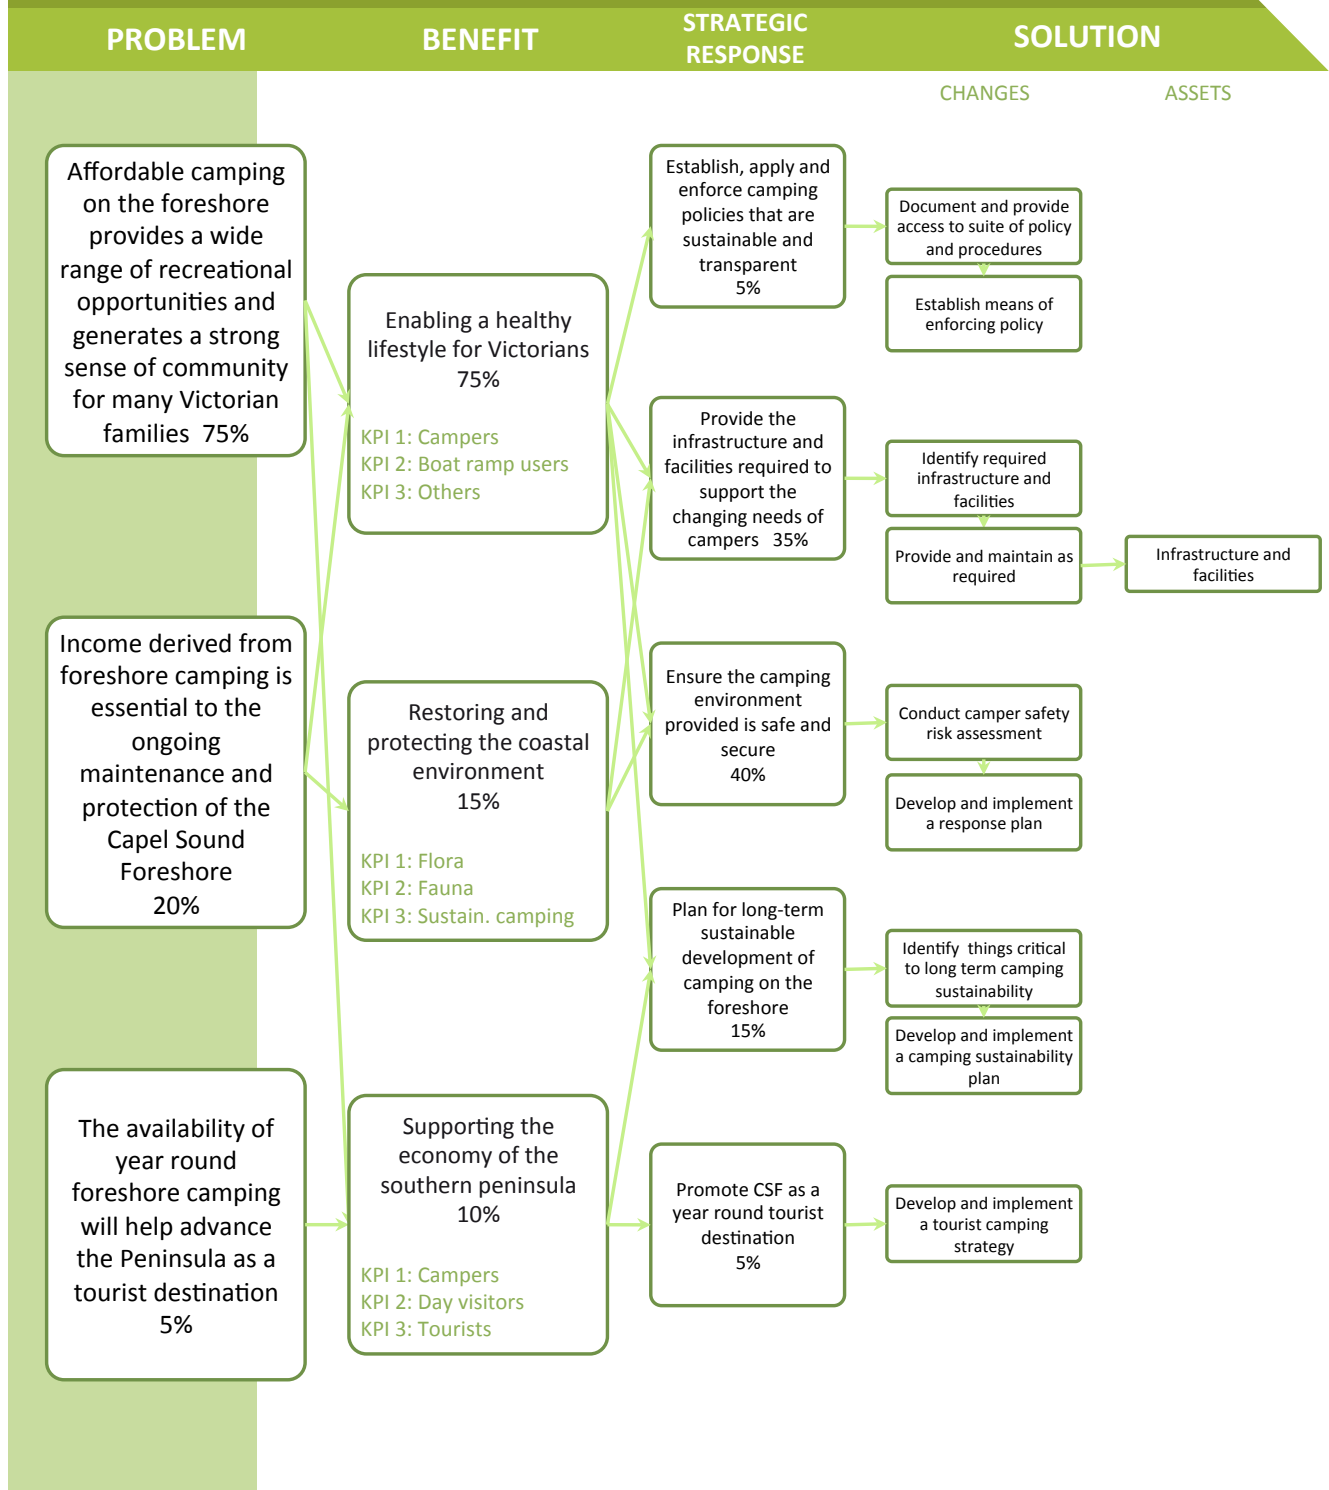 PROBLEM
BENEFIT
STRATEGIC
RESPONSE
SOLUTION
CHANGES
ASSETS
Affordable camping
on the foreshore
provides a wide
range of recreational
opportunities and
generates a strong
sense of community
for many Victorian
families 75%
Income derived from
foreshore camping is
essential to the
ongoing
maintenance and
protection of the
Capel Sound
Foreshore
20%
The availability of
year round
foreshore camping
will help advance
the Peninsula as a
tourist destination
5%
Enabling a healthy
lifestyle for Victorians
75%
KPI 1: Campers
KPI 2: Boat ramp users
KPI 3: Others
Restoring and
protecting the coastal
environment
15%
KPI 1: Flora
KPI 2: Fauna
KPI 3: Sustain. camping
Supporting the
economy of the
southern peninsula
10%
KPI 1: Campers
KPI 2: Day visitors
KPI 3: Tourists
Establish, apply and
enforce camping
policies that are
sustainable and
transparent
5%
Provide the
infrastructure and
facilities required to
support the
changing needs of
campers 35%
Ensure the camping
environment
provided is safe and
secure
40%
Plan for long-term
sustainable
development of
camping on the
foreshore
15%
Promote CSF as a
year round tourist
destination
5%
Document and provide
access to suite of policy
and procedures
Establish means of
enforcing policy
Identify required
infrastructure and
facilities
Provide and maintain as
required
Infrastructure and
facilities
Conduct camper safety
risk assessment
Develop and implement
a response plan
Identify things critical
to long term camping
sustainability
Develop and implement
a camping sustainability
plan
Develop and implement
a tourist camping
strategy